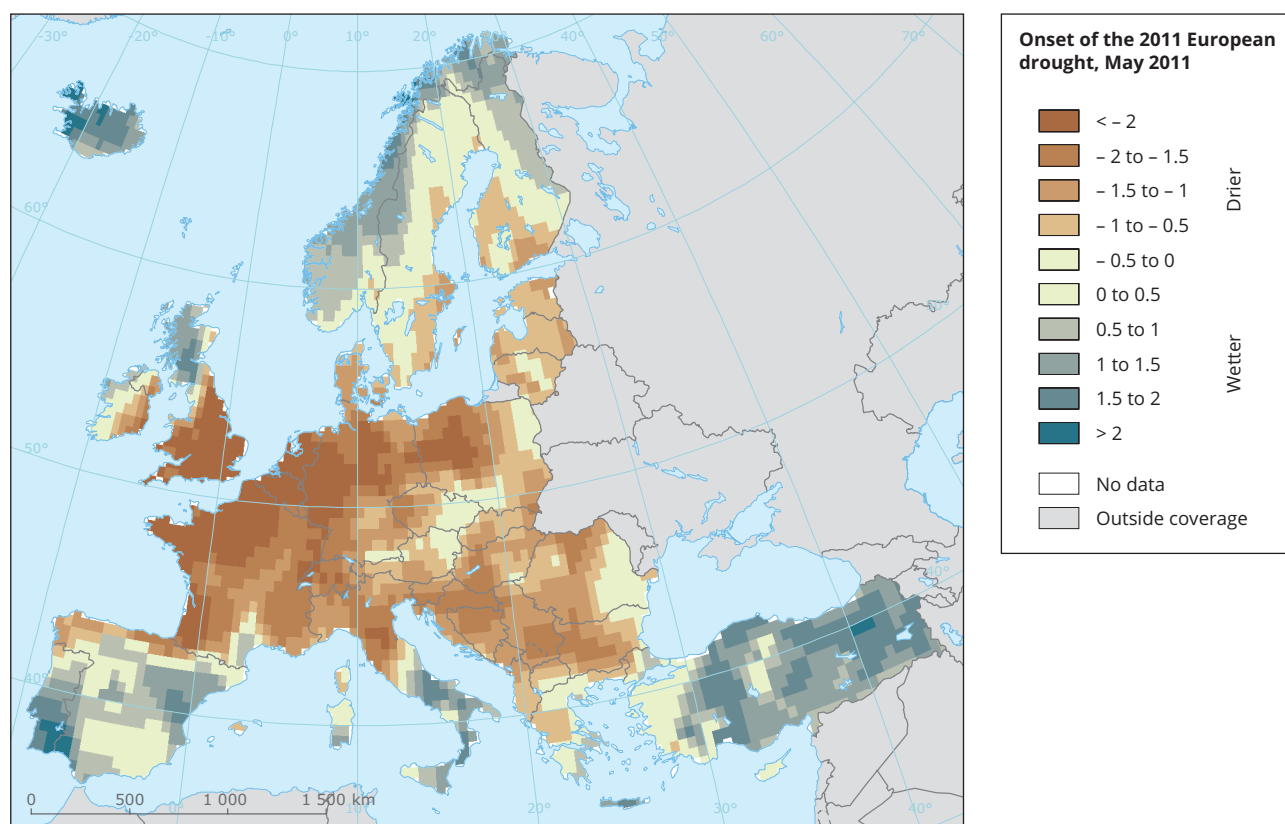 -30°
-20°
-10°
0°
10°
20°
30°
40°
50°
60°
70°
60°
50°
40°
40°
0°
20°
30°
40°
0 500 1 000 1 500 km
Onset of the 2011 European
drought, May 2011
< – 2
– 2 to – 1.5
– 1.5 to – 1
– 1 to – 0.5
– 0.5 to 0
0 to 0.5
0.5 to 1
1 to 1.5
1.5 to 2
> 2
Drier
Wetter
No data
Outside coverage